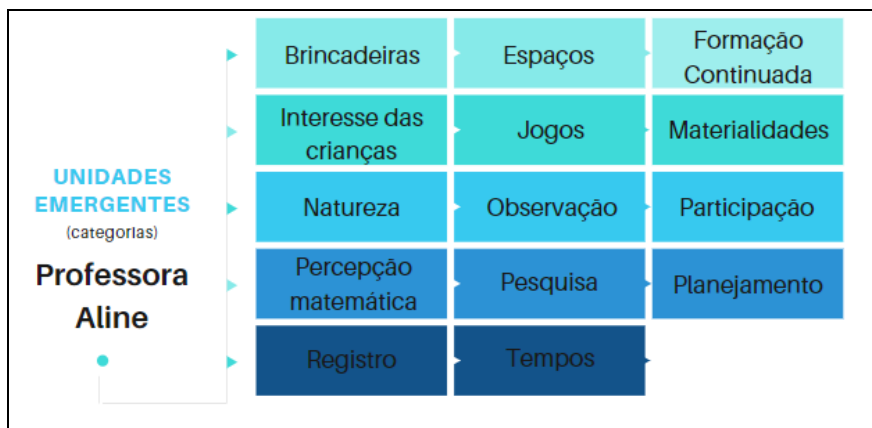 UNIDADES
EMERGENTES
(categorias)
Professora
Aline
Brincadeiras
Espaços
Formação
Continuada
Interesse das
crianças
Jogos
Materialidades
Natureza
Observação
Participação
Percepção
matemática
Pesquisa
Planejamento
Registro
Tempos